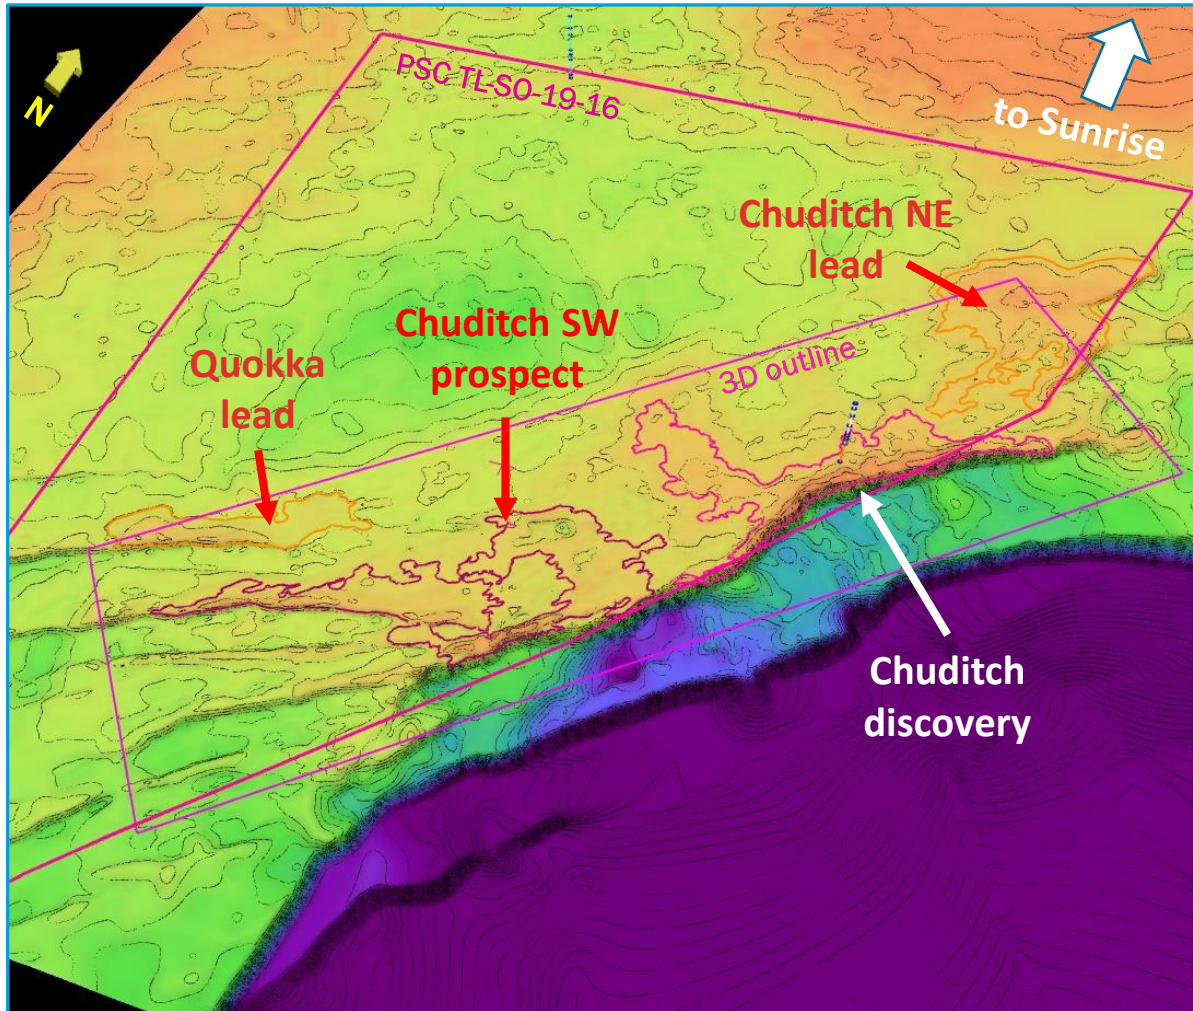 N
PSC TL-SO-19-16
to Sunrise
Chuditch NE
lead
Chuditch SW
prospect
Quokka
lead
3D outline
Chuditch
discovery